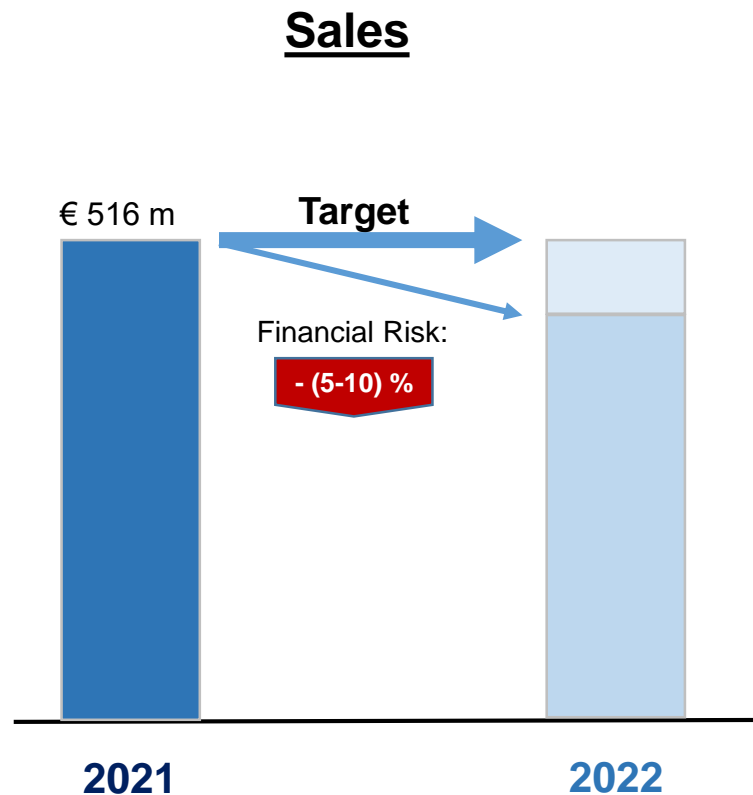 Sales
€ 516 m
Target
Financial Risk:
- (5-10) %
2021
2022